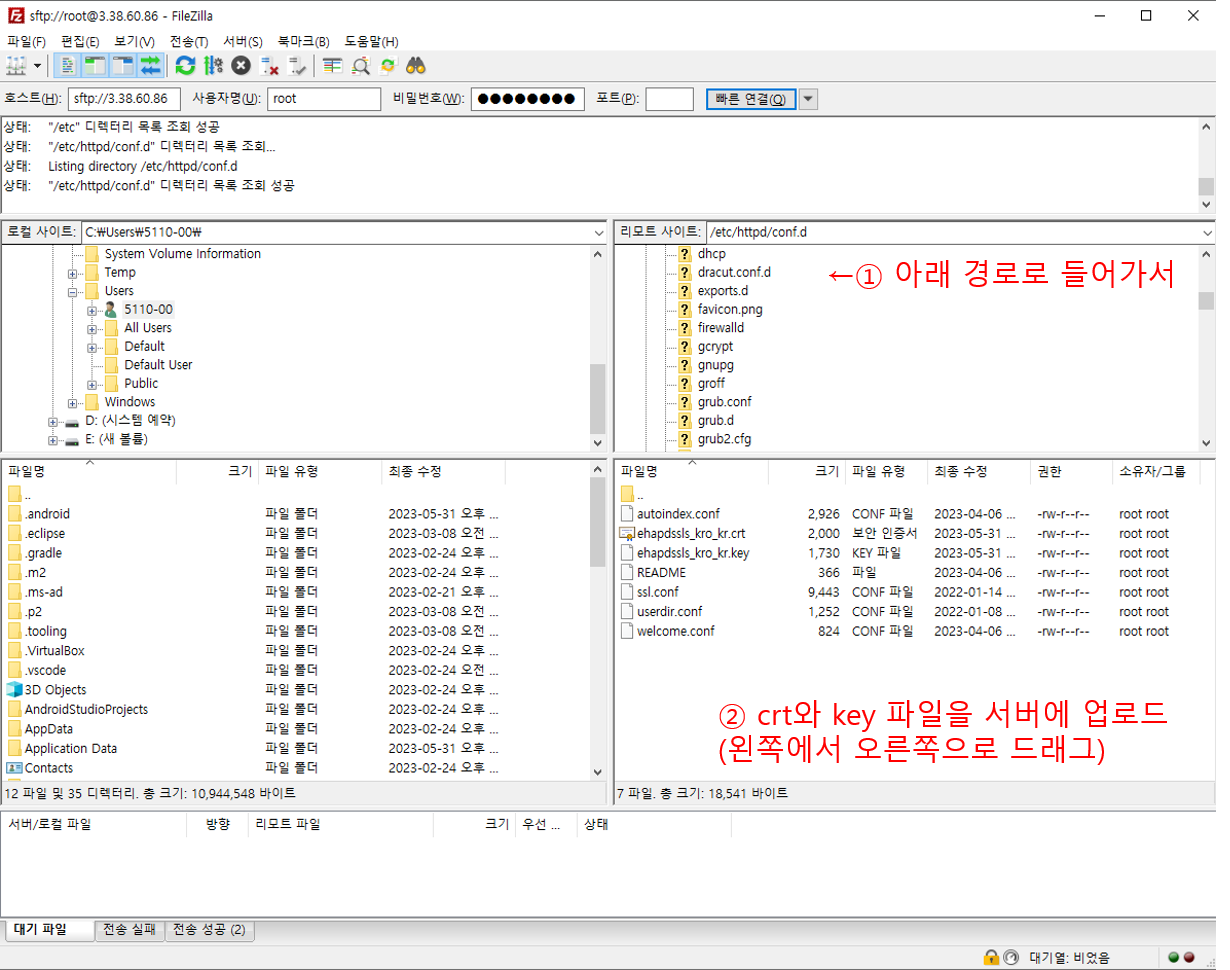 sftp://root@3.38.60.86 - FileZilla
파일(F) 편집(E) 보기(V) 전송(T) 서버(S) 북마크(B) 도움말(H)
호스트(H): sftp://3.38.60.86 사용자명(U): root 비밀번호(W): ●●●●●●●● 포트(P): 빠른 연결(Q)
상태: "/etc" 디렉터리 목록 조회 성공
상태: "/etc/httpd/conf.d" 디렉터리 목록 조회...
상태: Listing directory /etc/httpd/conf.d
상태: "/etc/httpd/conf.d" 디렉터리 목록 조회 성공
로컬 사이트: C:₩Users₩5110-00₩
System Volume Information
Temp
Users
5110-00
All Users
Default
Default User
Public
Windows
D: (시스템 예약)
E: (새 볼륨)
리모트 사이트: /etc/httpd/conf.d
dhcp
dracut.conf.d
exports.d
favicon.png
firewalld
gcrypt
gnupg
groff
grub.conf
grub.d
grub2.cfg
←① 아래 경로로 들어가서
파일명 크기 파일 유형 최종 수정
..
.android 파일 폴더 2023-05-31 오후 ...
.eclipse 파일 폴더 2023-03-08 오전 ...
.gradle 파일 폴더 2023-02-24 오후 ...
.m2 파일 폴더 2023-02-24 오후 ...
.ms-ad 파일 폴더 2023-02-21 오후 ...
.p2 파일 폴더 2023-03-08 오전 ...
.tooling 파일 폴더 2023-03-08 오전 ...
.VirtualBox 파일 폴더 2023-02-24 오후 ...
.vscode 파일 폴더 2023-02-24 오전 ...
3D Objects 파일 폴더 2023-02-24 오후 ...
AndroidStudioProjects 파일 폴더 2023-02-24 오후 ...
AppData 파일 폴더 2023-02-24 오후 ...
Application Data 파일 폴더 2023-05-31 오후 ...
Contacts 파일 폴더 2023-02-24 오후 ...
12 파일 및 35 디렉터리. 총 크기: 10,944,548 바이트
파일명 크기 파일 유형 최종 수정 권한 소유자/그룹
..
autoindex.conf 2,926 CONF 파일 2023-04-06 ... -rw-r--r-- root root
ehapdssls_kro_kr.crt 2,000 보안 인증서 2023-05-31 ... -rw-r--r-- root root
ehapdssls_kro_kr.key 1,730 KEY 파일 2023-05-31 ... -rw-r--r-- root root
README 366 파일 2023-04-06 ... -rw-r--r-- root root
ssl.conf 9,443 CONF 파일 2022-01-14 ... -rw-r--r-- root root
userdir.conf 1,252 CONF 파일 2022-01-08 ... -rw-r--r-- root root
welcome.conf 824 CONF 파일 2023-04-06 ... -rw-r--r-- root root
② crt와 key 파일을 서버에 업로드
(왼쪽에서 오른쪽으로 드래그)
7 파일. 총 크기: 18,541 바이트
서버/로컬 파일 방향 리모트 파일 크기 우선 ... 상태
대기 파일 전송 실패 전송 성공 (2)
대기열: 비었음